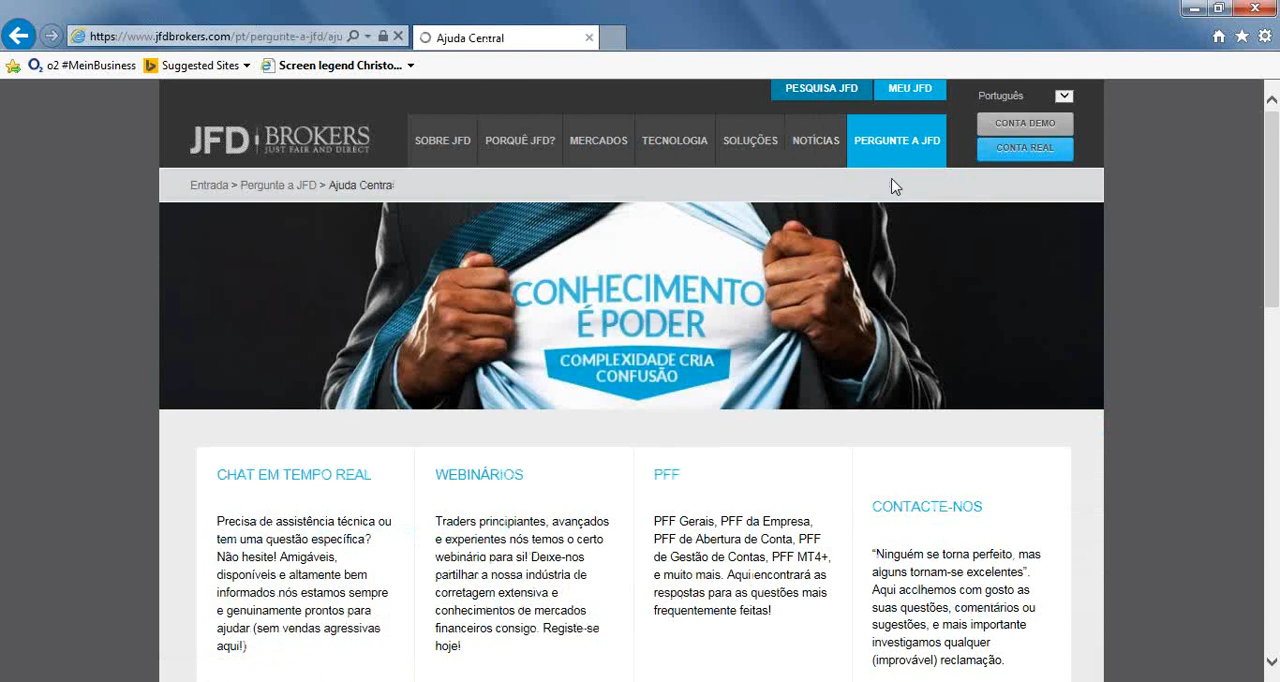 https://www.jfdbrokers.com/pt/pergunte-a-jfd/aju
Ajuda Central
o2 #MeinBusiness
Suggested Sites
Screen legend Christo...
PESQUISA JFD
MEU JFD
Português
JFD BROKERS
JUST FAIR AND DIRECT
SOBRE JFD
PORQUÊ JFD?
MERCADOS
TECNOLOGIA
SOLUÇÕES
NOTÍCIAS
PERGUNTE A JFD
CONTA DEMO
CONTA REAL
Entrada > Pergunte a JFD > Ajuda Central
CONHECIMENTO
É PODER
COMPLEXIDADE CRIA
CONFUSÃO
CHAT EM TEMPO REAL
Precisa de assistência técnica ou
tem uma questão específica?
Não hesite! Amigáveis,
disponíveis e altamente bem
informados nós estamos sempre
e genuinamente prontos para
ajudar (sem vendas agressivas
aqui!)
WEBINÁRIOS
Traders principiantes, avançados
e experientes nós temos o certo
webinário para si! Deixe-nos
partilhar a nossa indústria de
corretagem extensiva e
conhecimentos de mercados
financeiros consigo. Registe-se
hoje!
PFF
PFF Gerais, PFF da Empresa,
PFF de Abertura de Conta, PFF
de Gestão de Contas, PFF MT4+,
e muito mais. Aqui encontrará as
respostas para as questões mais
frequentemente feitas!
CONTACTE-NOS
“Ninguém se torna perfeito, mas
alguns tornam-se excelentes”.
Aqui acolhemos com gosto as
suas questões, comentários ou
sugestões, e mais importante
investigamos qualquer
(improvável) reclamação.